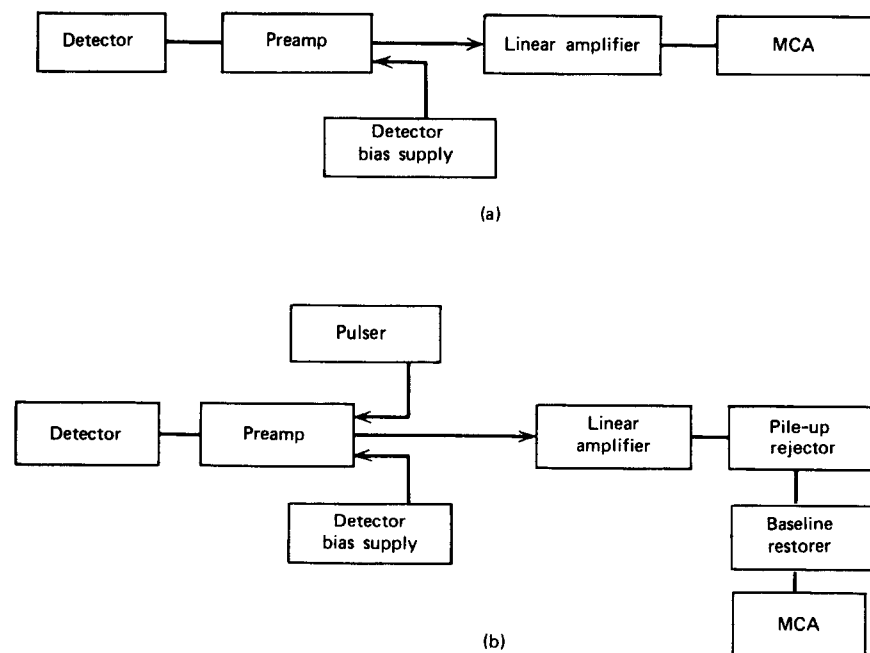 Detector
Preamp
Linear amplifier
MCA
Detector
bias supply
(a)
Pulser
Detector
Preamp
Linear
amplifier
Pile-up
rejector
Detector
bias supply
Baseline
restorer
MCA
(b)